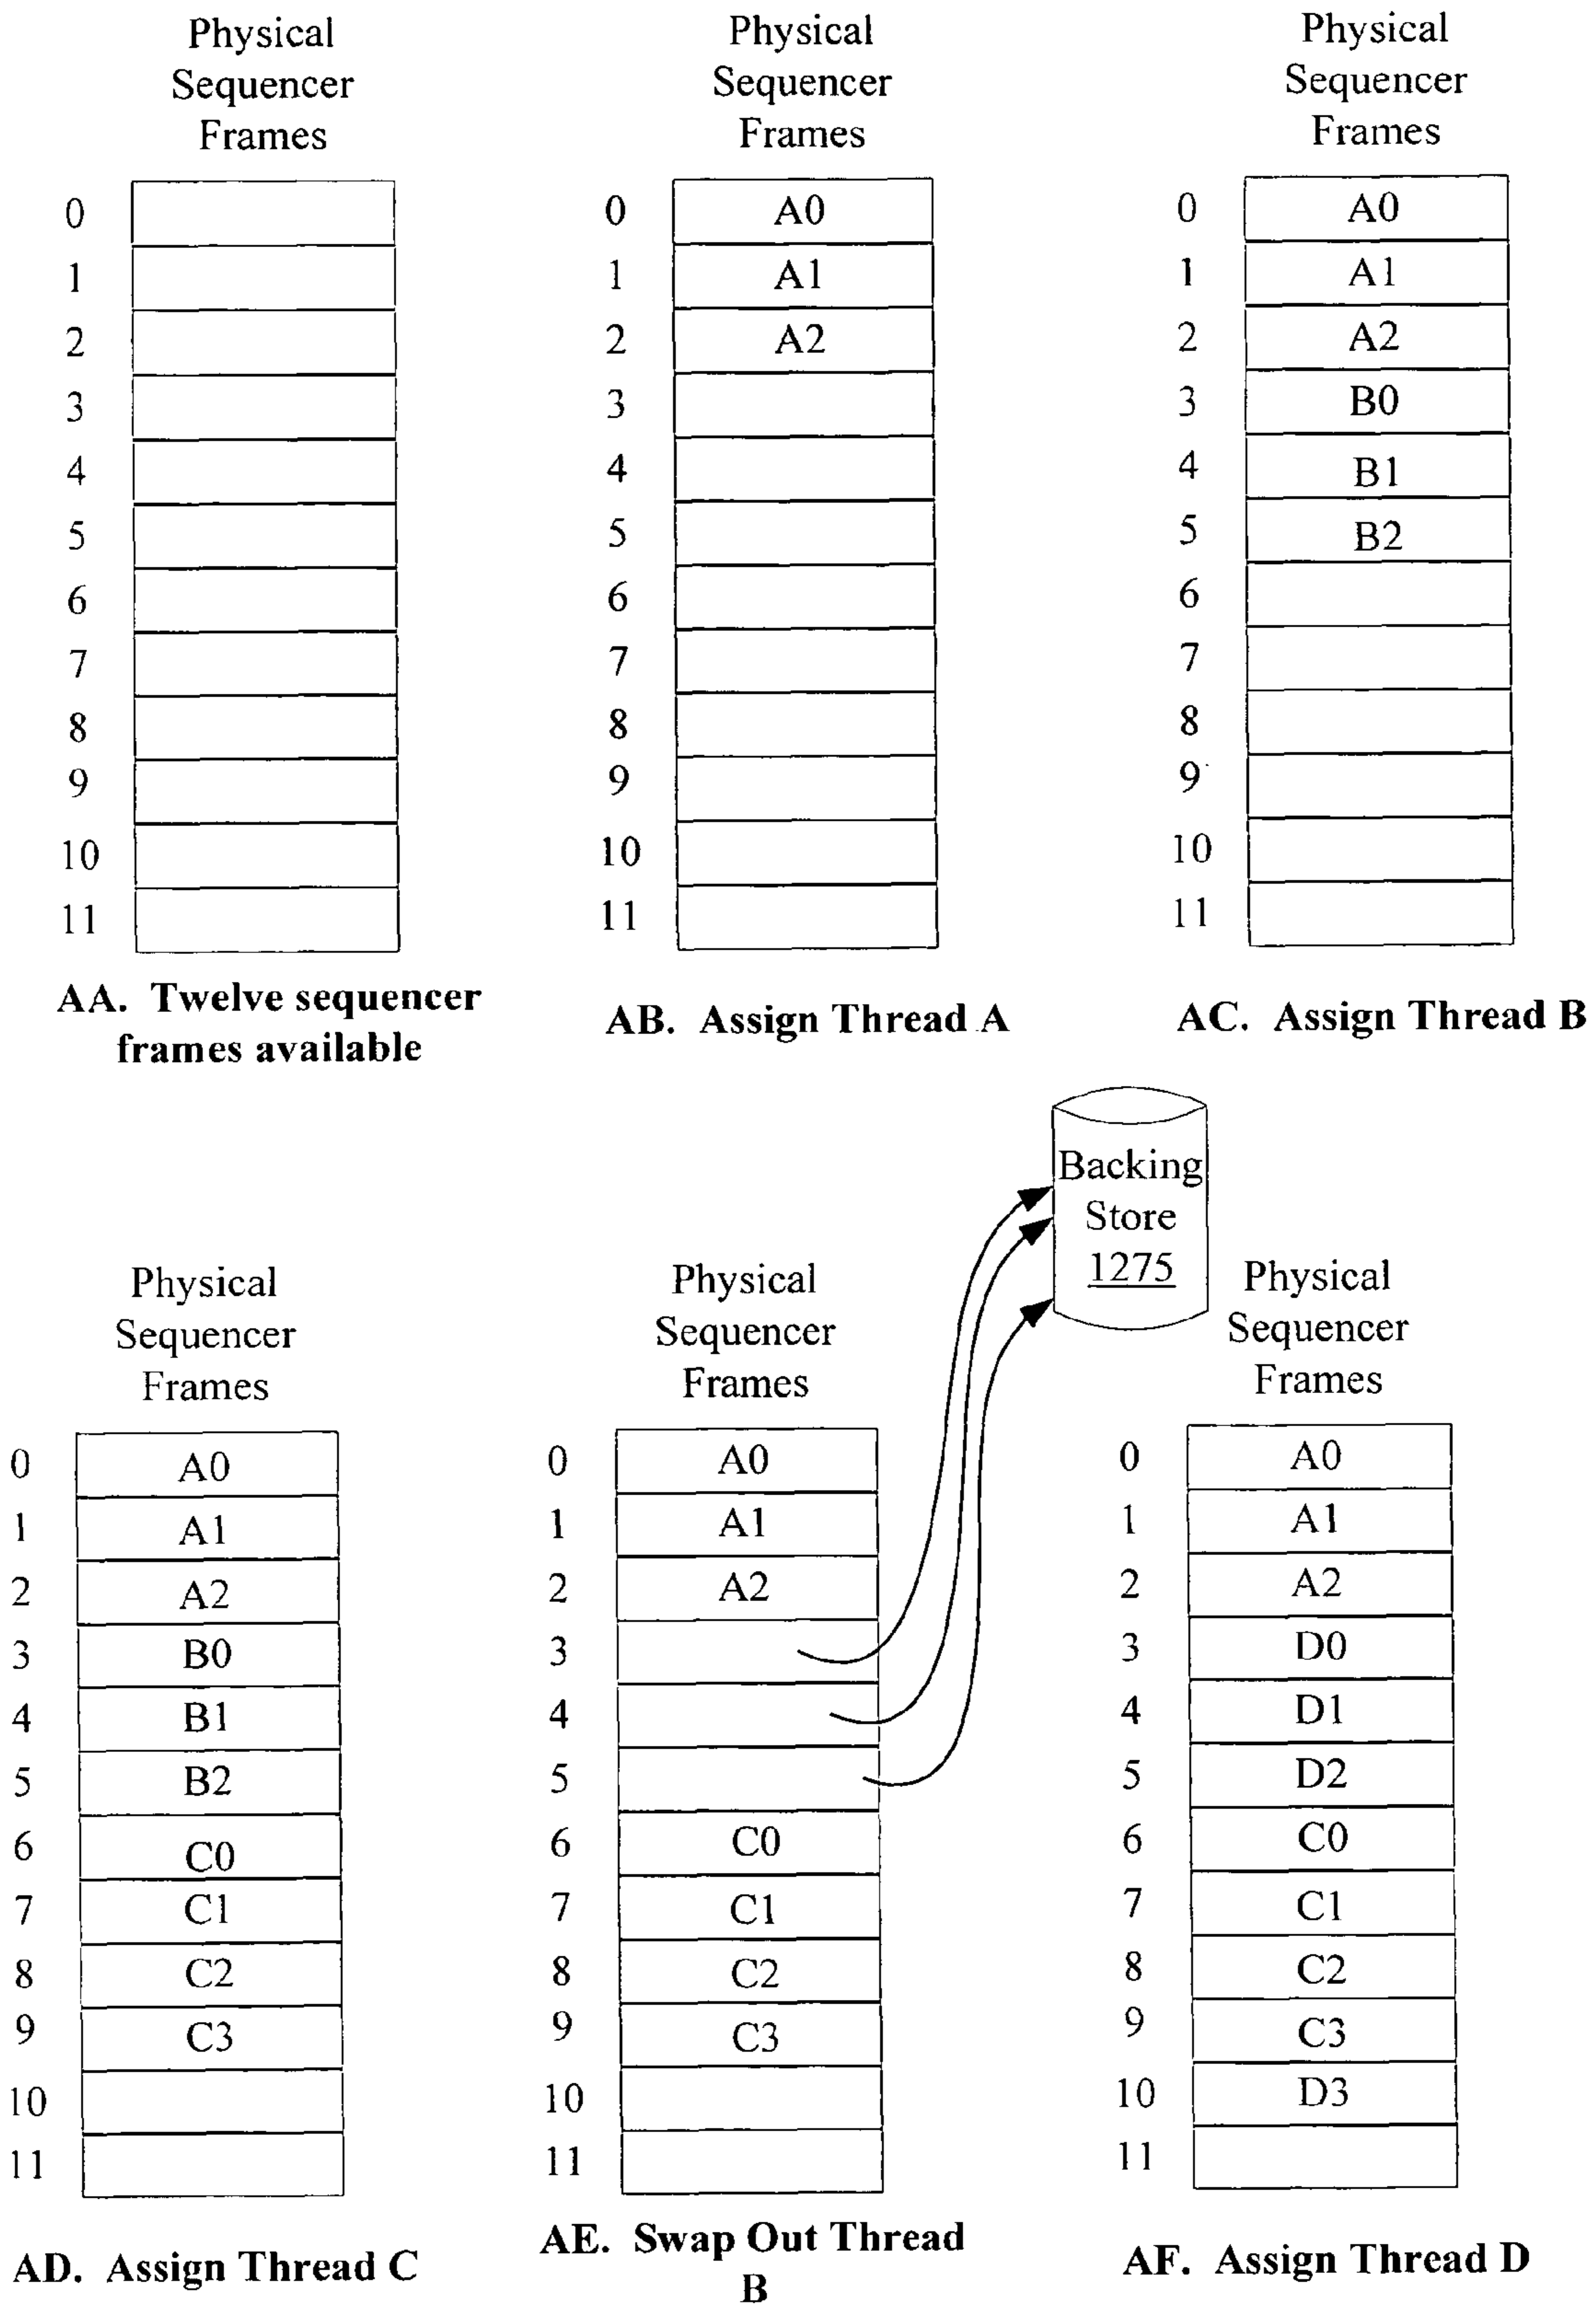 Physical
Sequencer
Frames
0
1
2
3
4
5
6
7
8
9
10
11
AA. Twelve sequencer
frames available
Physical
Sequencer
Frames
0 A0
1 A1
2 A2
3
4
5
6
7
8
9
10
11
AB. Assign Thread A
Physical
Sequencer
Frames
0 A0
1 A1
2 A2
3 B0
4 B1
5 B2
6
7
8
9
10
11
AC. Assign Thread B
Physical
Sequencer
Frames
0 A0
1 A1
2 A2
3 B0
4 B1
5 B2
6 C0
7 C1
8 C2
9 C3
10
11
AD. Assign Thread C
Physical
Sequencer
Frames
0 A0
1 A1
2 A2
3
4
5
6 C0
7 C1
8 C2
9 C3
10
11
AE. Swap Out Thread
B
Backing
Store
1275
Physical
Sequencer
Frames
0 A0
1 A1
2 A2
3 D0
4 D1
5 D2
6 C0
7 C1
8 C2
9 C3
10 D3
11
AF. Assign Thread D